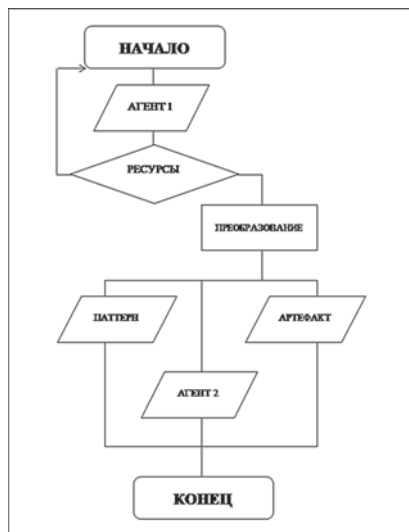 НАЧАЛО
АГЕНТ 1
РЕСУРСЫ
ПРЕОБРАЗОВАНИЕ
ПАТТЕРН
АРТЕФАКТ
АГЕНТ 2
КОНЕЦ